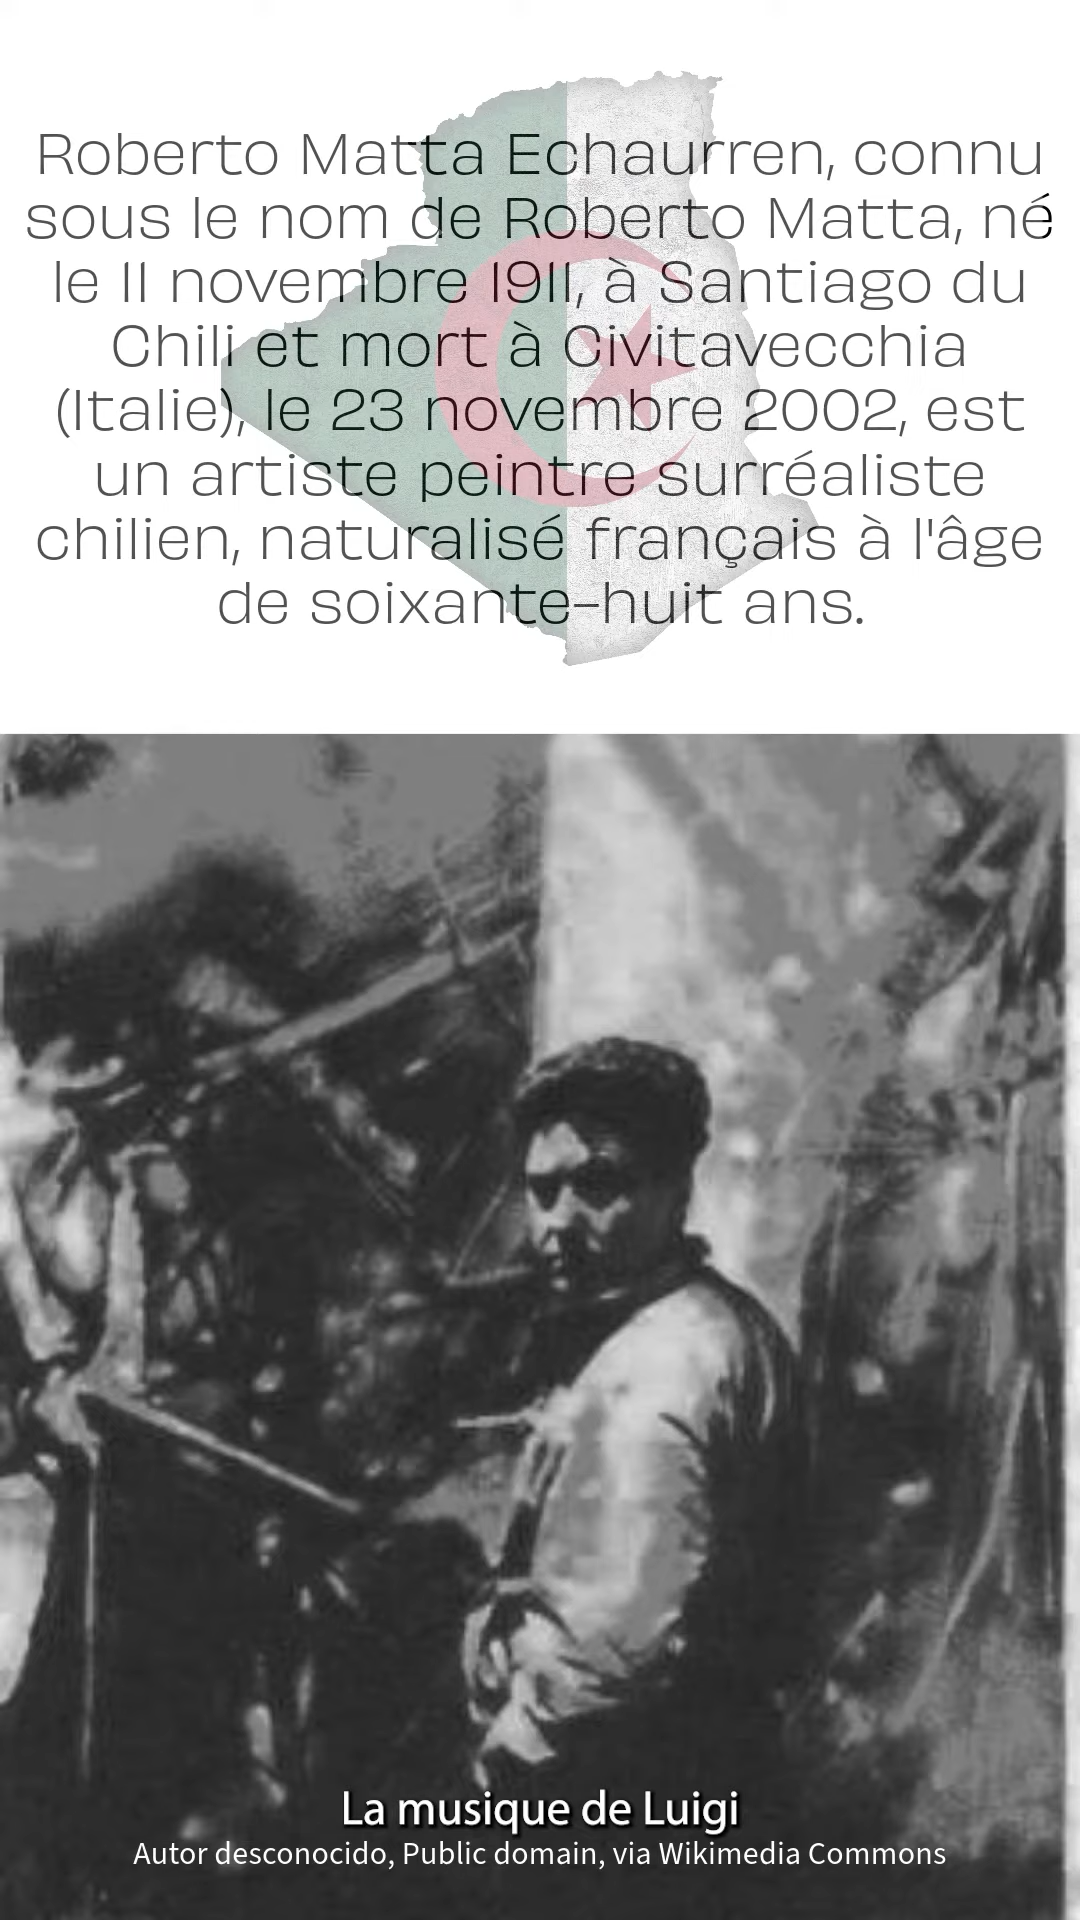 Roberto Matta Echaurren, connu
sous le nom de Roberto Matta, né
le 11 novembre 1911, à Santiago du
Chili et mort à Civitavecchia
(Italie), le 23 novembre 2002, est
un artiste peintre surréaliste
chilien, naturalisé français à l'âge
de soixante-huit ans.
La musique de Luigi
Autor desconocido, Public domain, via Wikimedia Commons